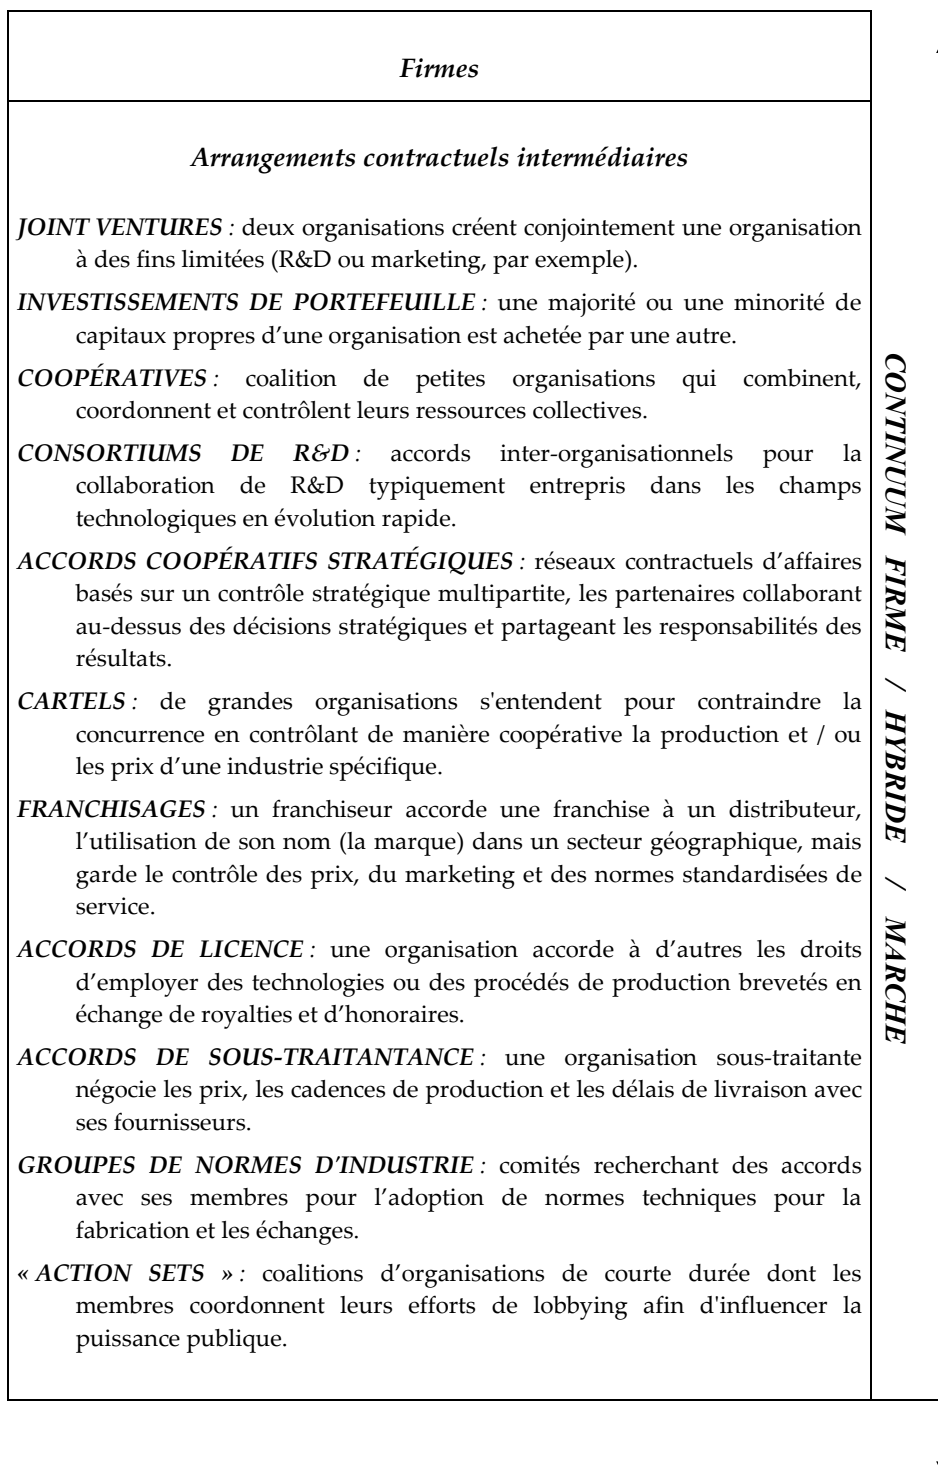 Firmes
Arrangements contractuels intermédiaires
JOINT VENTURES : deux organisations créent conjointement une organisation
à des fins limitées (R&D ou marketing, par exemple).
INVESTISSEMENTS DE PORTEFEUILLE : une majorité ou une minorité de
capitaux propres d’une organisation est achetée par une autre.
COOPÉRATIVES : coalition de petites organisations qui combinent,
coordonnent et contrôlent leurs ressources collectives.
CONSORTIUMS DE R&D : accords inter-organisationnels pour la
collaboration de R&D typiquement entrepris dans les champs
technologiques en évolution rapide.
ACCORDS COOPÉRATIFS STRATÉGIQUES : réseaux contractuels d’affaires
basés sur un contrôle stratégique multipartite, les partenaires collaborant
au-dessus des décisions stratégiques et partageant les responsabilités des
résultats.
CARTELS : de grandes organisations s'entendent pour contraindre la
concurrence en contrôlant de manière coopérative la production et / ou
les prix d’une industrie spécifique.
FRANCHISAGES : un franchiseur accorde une franchise à un distributeur,
l’utilisation de son nom (la marque) dans un secteur géographique, mais
garde le contrôle des prix, du marketing et des normes standardisées de
service.
ACCORDS DE LICENCE : une organisation accorde à d’autres les droits
d’employer des technologies ou des procédés de production brevetés en
échange de royalties et d’honoraires.
ACCORDS DE SOUS-TRAITANTANCE : une organisation sous-traitante
négocie les prix, les cadences de production et les délais de livraison avec
ses fournisseurs.
GROUPES DE NORMES D’INDUSTRIE : comités recherchant des accords
avec ses membres pour l’adoption de normes techniques pour la
fabrication et les échanges.
« ACTION SETS » : coalitions d’organisations de courte durée dont les
membres coordonnent leurs efforts de lobbying afin d'influencer la
puissance publique.
CONTINUUM FIRME / HYBRIDE / MARCHE